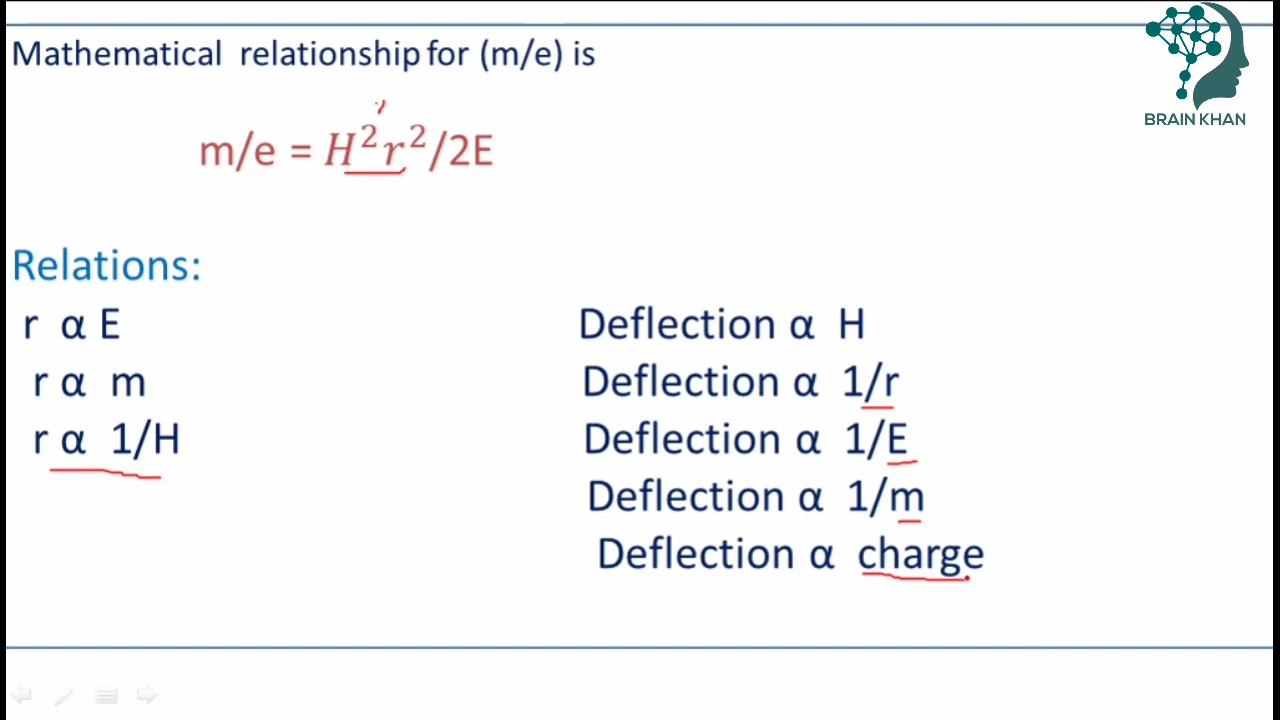 Mathematical relationship for (m/e) is
BRAIN KHAN
m/e = H²r²/2E
Relations:
r α E
r α m
r α 1/H
Deflection α H
Deflection α 1/r
Deflection α 1/E
Deflection α 1/m
Deflection α charge